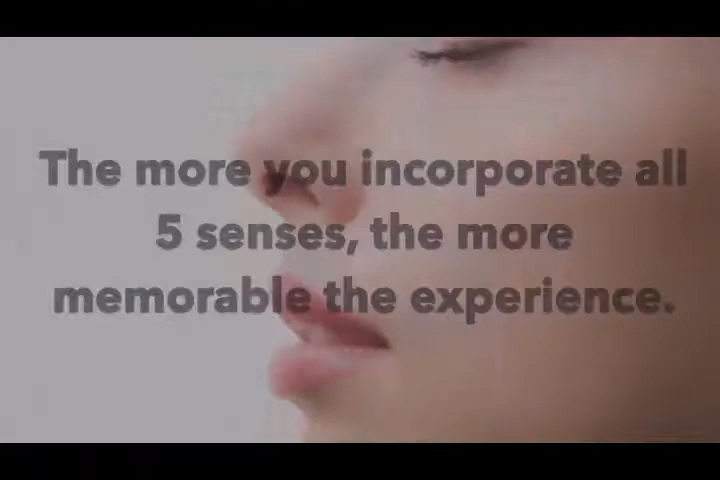 The more you incorporate all
5 senses, the more
memorable the experience.